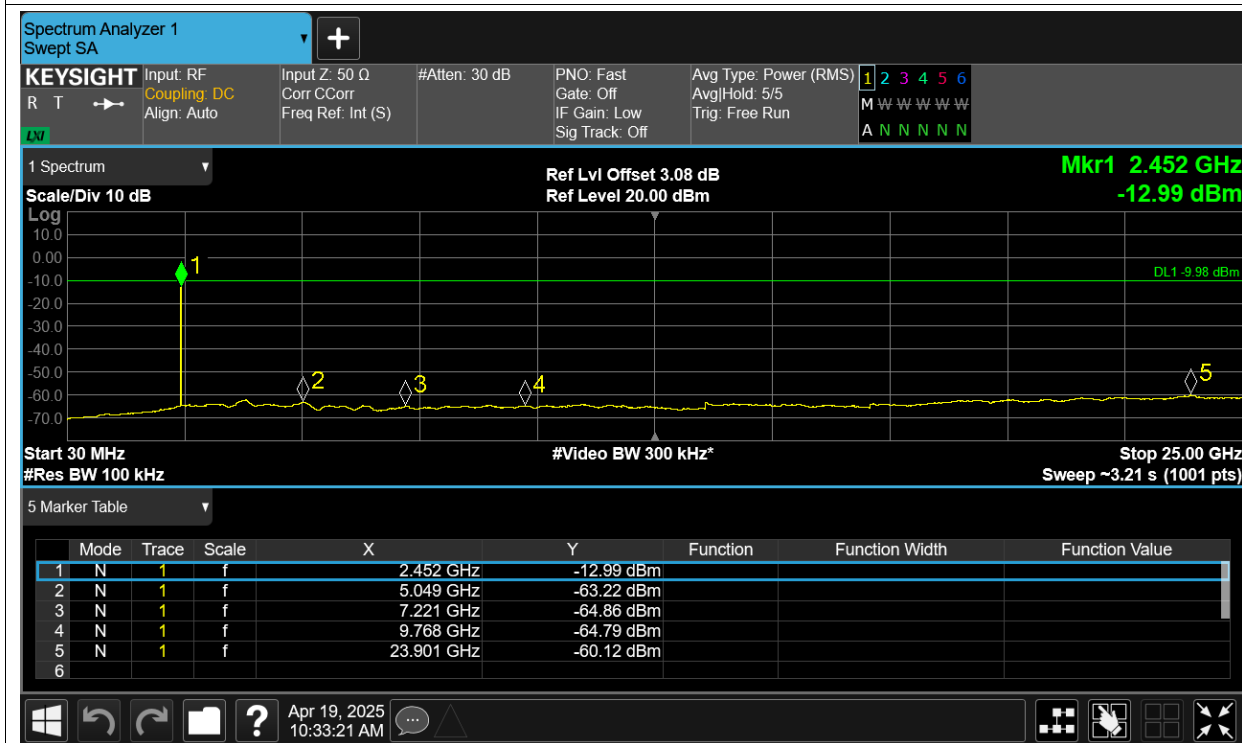 Spectrum Analyzer 1
Swept SA
KEYSIGHT Input: RF Input Z: 50 Ω #Atten: 30 dB PNO: Fast Avg Type: Power (RMS) 1 2 3 4 5 6
R T Coupling: DC Corr CCorr Gate: Off Avg|Hold: 5/5 M W W W W W
Align: Auto Freq Ref: Int (S) IF Gain: Low Trig: Free Run
LXI Sig Track: Off A N N N N N
1 Spectrum Ref Lvl Offset 3.08 dB Mkr1 2.452 GHz
Scale/Div 10 dB Ref Level 20.00 dBm -12.99 dBm
Log
10.0
0.00 1
-10.0 DL1 -9.98 dBm
-20.0
-30.0
-40.0
-50.0 2 3 4 5
-60.0
-70.0
Start 30 MHz #Video BW 300 kHz* Stop 25.00 GHz
#Res BW 100 kHz Sweep ~3.21 s (1001 pts)
5 Marker Table
Mode Trace Scale X Y Function Function Width Function Value
1 N 1 f 2.452 GHz -12.99 dBm
2 N 1 f 5.049 GHz -63.22 dBm
3 N 1 f 7.221 GHz -64.86 dBm
4 N 1 f 9.768 GHz -64.79 dBm
5 N 1 f 23.901 GHz -60.12 dBm
6
? Apr 19, 2025
10:33:21 AM